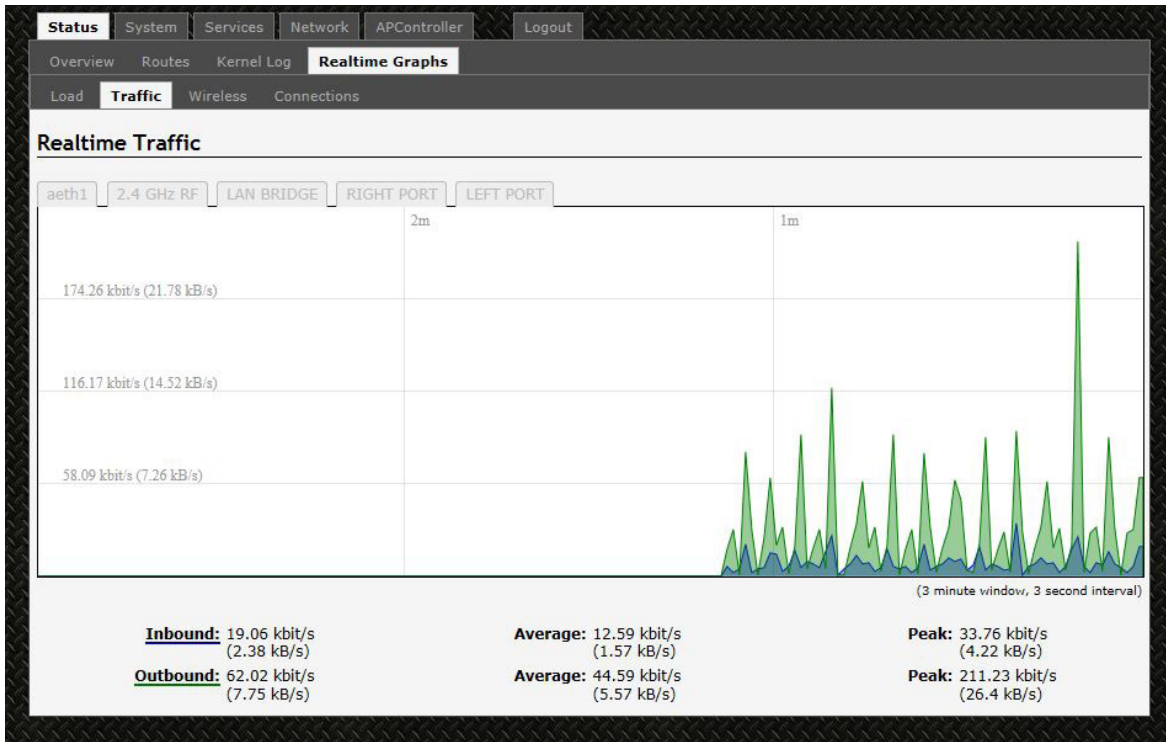 Status System Services Network APController Logout
Overview Routes Kernel Log Realtime Graphs
Load Traffic Wireless Connections
Realtime Traffic
aeth1 2.4 GHz RF LAN BRIDGE RIGHT PORT LEFT PORT
2m 1m
174.26 kbit/s (21.78 kB/s)
116.17 kbit/s (14.52 kB/s)
58.09 kbit/s (7.26 kB/s)
(3 minute window, 3 second interval)
Inbound: 19.06 kbit/s Average: 12.59 kbit/s Peak: 33.76 kbit/s
(2.38 kB/s) (1.57 kB/s) (4.22 kB/s)
Outbound: 62.02 kbit/s Average: 44.59 kbit/s Peak: 211.23 kbit/s
(7.75 kB/s) (5.57 kB/s) (26.4 kB/s)